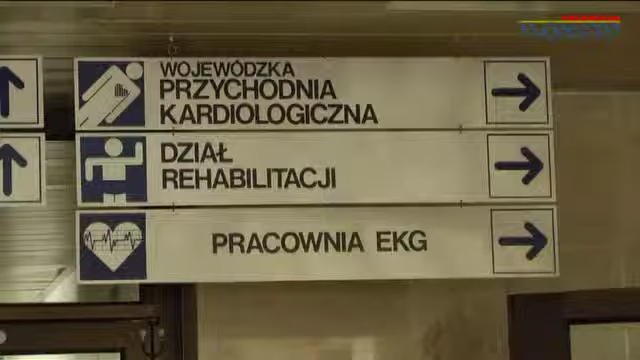 WOJEWÓDZKA
PRZYCHODNIA
KARDIOLOGICZNA
DZIAŁ
REHABILITACJI
PRACOWNIA EKG